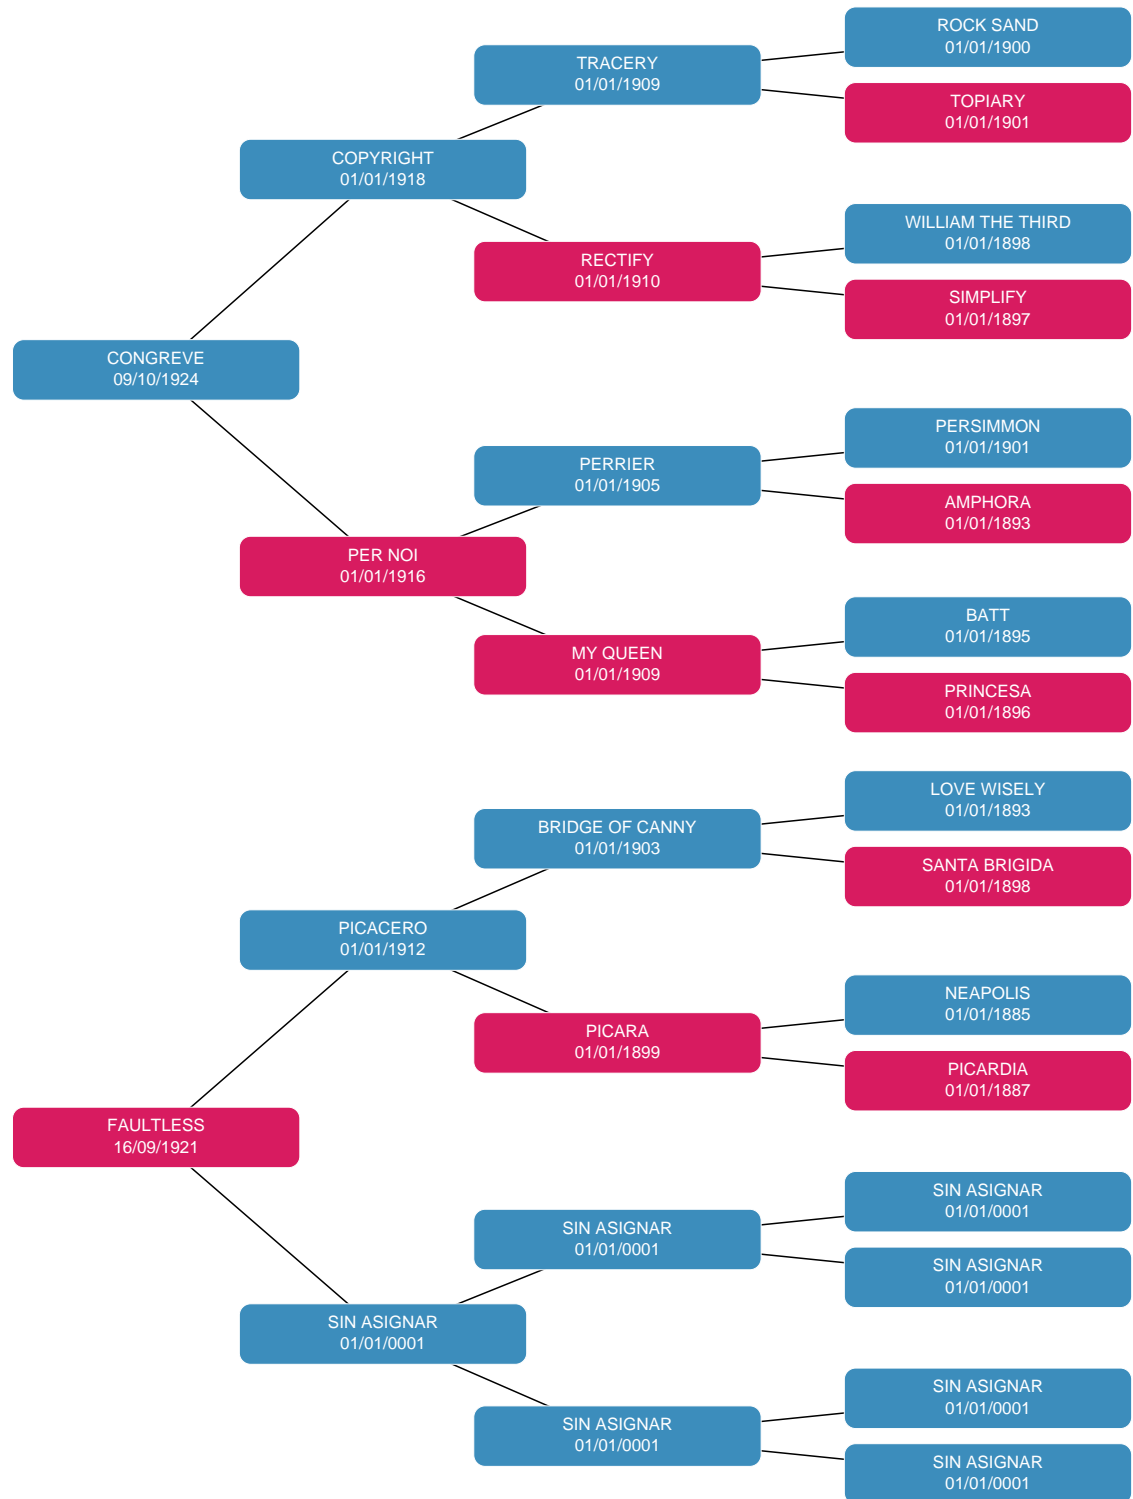 ROCK SAND
01/01/1900
TRACERY
01/01/1909
TOPIARY
01/01/1901
COPYRIGHT
01/01/1918
WILLIAM THE THIRD
01/01/1898
RECTIFY
01/01/1910
SIMPLIFY
01/01/1897
CONGREVE
09/10/1924
PERSIMMON
01/01/1901
PERRIER
01/01/1905
AMPHORA
01/01/1893
PER NOI
01/01/1916
BATT
01/01/1895
MY QUEEN
01/01/1909
PRINCESA
01/01/1896
LOVE WISELY
01/01/1893
BRIDGE OF CANNY
01/01/1903
SANTA BRIGIDA
01/01/1898
PICACERO
01/01/1912
NEAPOLIS
01/01/1885
PICARA
01/01/1899
PICARDIA
01/01/1887
FAULTLESS
16/09/1921
SIN ASIGNAR
01/01/0001
SIN ASIGNAR
01/01/0001
SIN ASIGNAR
01/01/0001
SIN ASIGNAR
01/01/0001
SIN ASIGNAR
01/01/0001
SIN ASIGNAR
01/01/0001
SIN ASIGNAR
01/01/0001